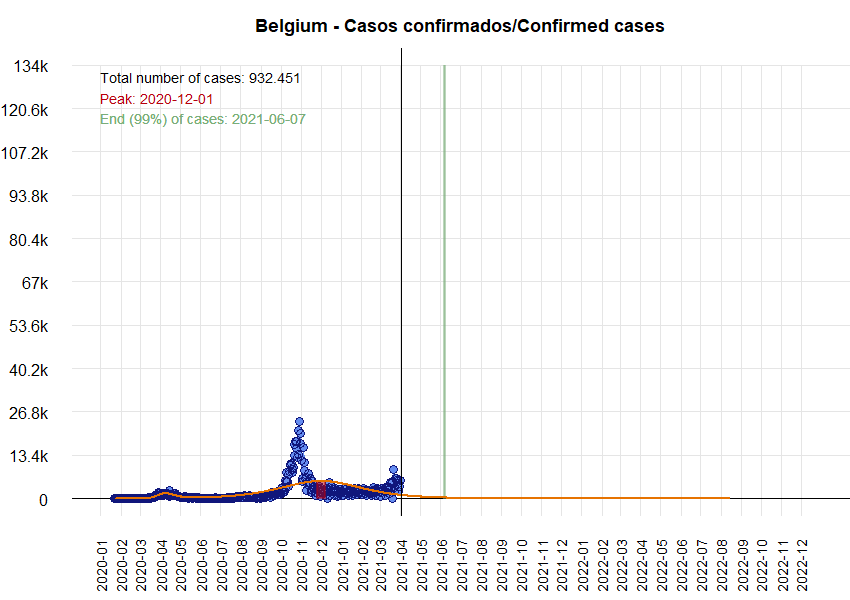 Belgium - Casos confirmados/Confirmed cases
134k
120.6k
107.2k
93.8k
80.4k
67k
53.6k
40.2k
26.8k
13.4k
0
Total number of cases: 932.451
Peak: 2020-12-01
End (99%) of cases: 2021-06-07
2020-01
2020-02
2020-03
2020-04
2020-05
2020-06
2020-07
2020-08
2020-09
2020-10
2020-11
2020-12
2021-01
2021-02
2021-03
2021-04
2021-05
2021-06
2021-07
2021-08
2021-09
2021-10
2021-11
2021-12
2022-01
2022-02
2022-03
2022-04
2022-05
2022-06
2022-07
2022-08
2022-09
2022-10
2022-11
2022-12